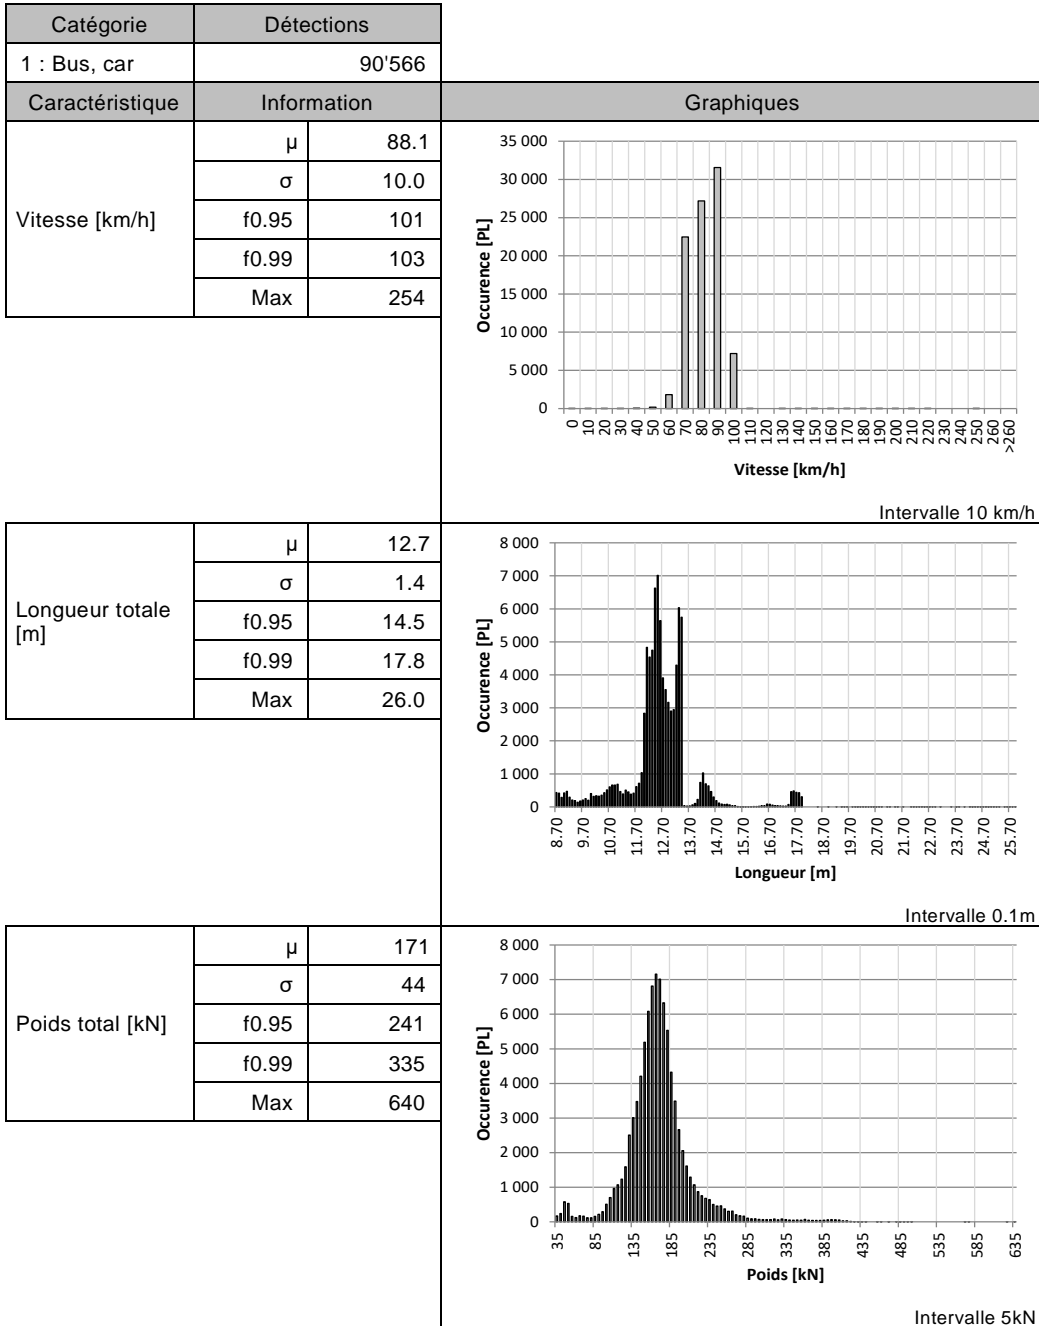 Catégorie Détections
1 : Bus, car 90'566
Caractéristique Information Graphiques
Vitesse [km/h]
µ 88.1
σ 10.0
f0.95 101
f0.99 103
Max 254
35 000
30 000
25 000
20 000
15 000
10 000
5 000
0
Occurence [PL]
0 10 20 30 40 50 60 70 80 90 100 110 120 130 140 150 160 170 180 190 200 210 220 230 240 250 260 >260
Vitesse [km/h]
Intervalle 10 km/h
Longueur totale
[m]
µ 12.7
σ 1.4
f0.95 14.5
f0.99 17.8
Max 26.0
8 000
7 000
6 000
5 000
4 000
3 000
2 000
1 000
0
Occurence [PL]
8.70 9.70 10.70 11.70 12.70 13.70 14.70 15.70 16.70 17.70 18.70 19.70 20.70 21.70 22.70 23.70 24.70 25.70
Longueur [m]
Intervalle 0.1m
Poids total [kN]
µ 171
σ 44
f0.95 241
f0.99 335
Max 640
8 000
7 000
6 000
5 000
4 000
3 000
2 000
1 000
0
Occurence [PL]
35 85 135 185 235 285 335 385 435 485 535 585 635
Poids [kN]
Intervalle 5kN